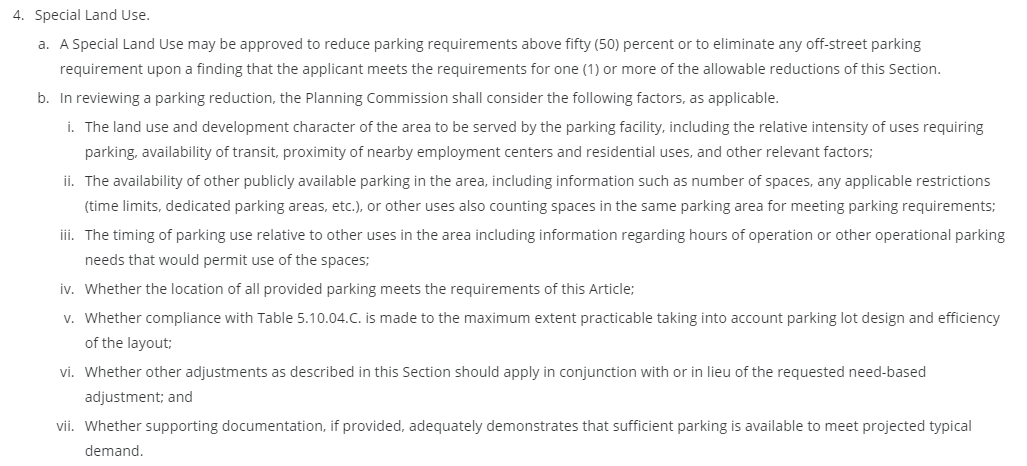 4. Special Land Use.
a. A Special Land Use may be approved to reduce parking requirements above fifty (50) percent or to eliminate any off-street parking
requirement upon a finding that the applicant meets the requirements for one (1) or more of the allowable reductions of this Section.
b. In reviewing a parking reduction, the Planning Commission shall consider the following factors, as applicable.
i. The land use and development character of the area to be served by the parking facility, including the relative intensity of uses requiring
parking, availability of transit, proximity of nearby employment centers and residential uses, and other relevant factors;
ii. The availability of other publicly available parking in the area, including information such as number of spaces, any applicable restrictions
(time limits, dedicated parking areas, etc.), or other uses also counting spaces in the same parking area for meeting parking requirements;
iii. The timing of parking use relative to other uses in the area including information regarding hours of operation or other operational parking
needs that would permit use of the spaces;
iv. Whether the location of all provided parking meets the requirements of this Article;
v. Whether compliance with Table 5.10.04.C. is made to the maximum extent practicable taking into account parking lot design and efficiency
of the layout;
vi. Whether other adjustments as described in this Section should apply in conjunction with or in lieu of the requested need-based
adjustment; and
vii. Whether supporting documentation, if provided, adequately demonstrates that sufficient parking is available to meet projected typical
demand.